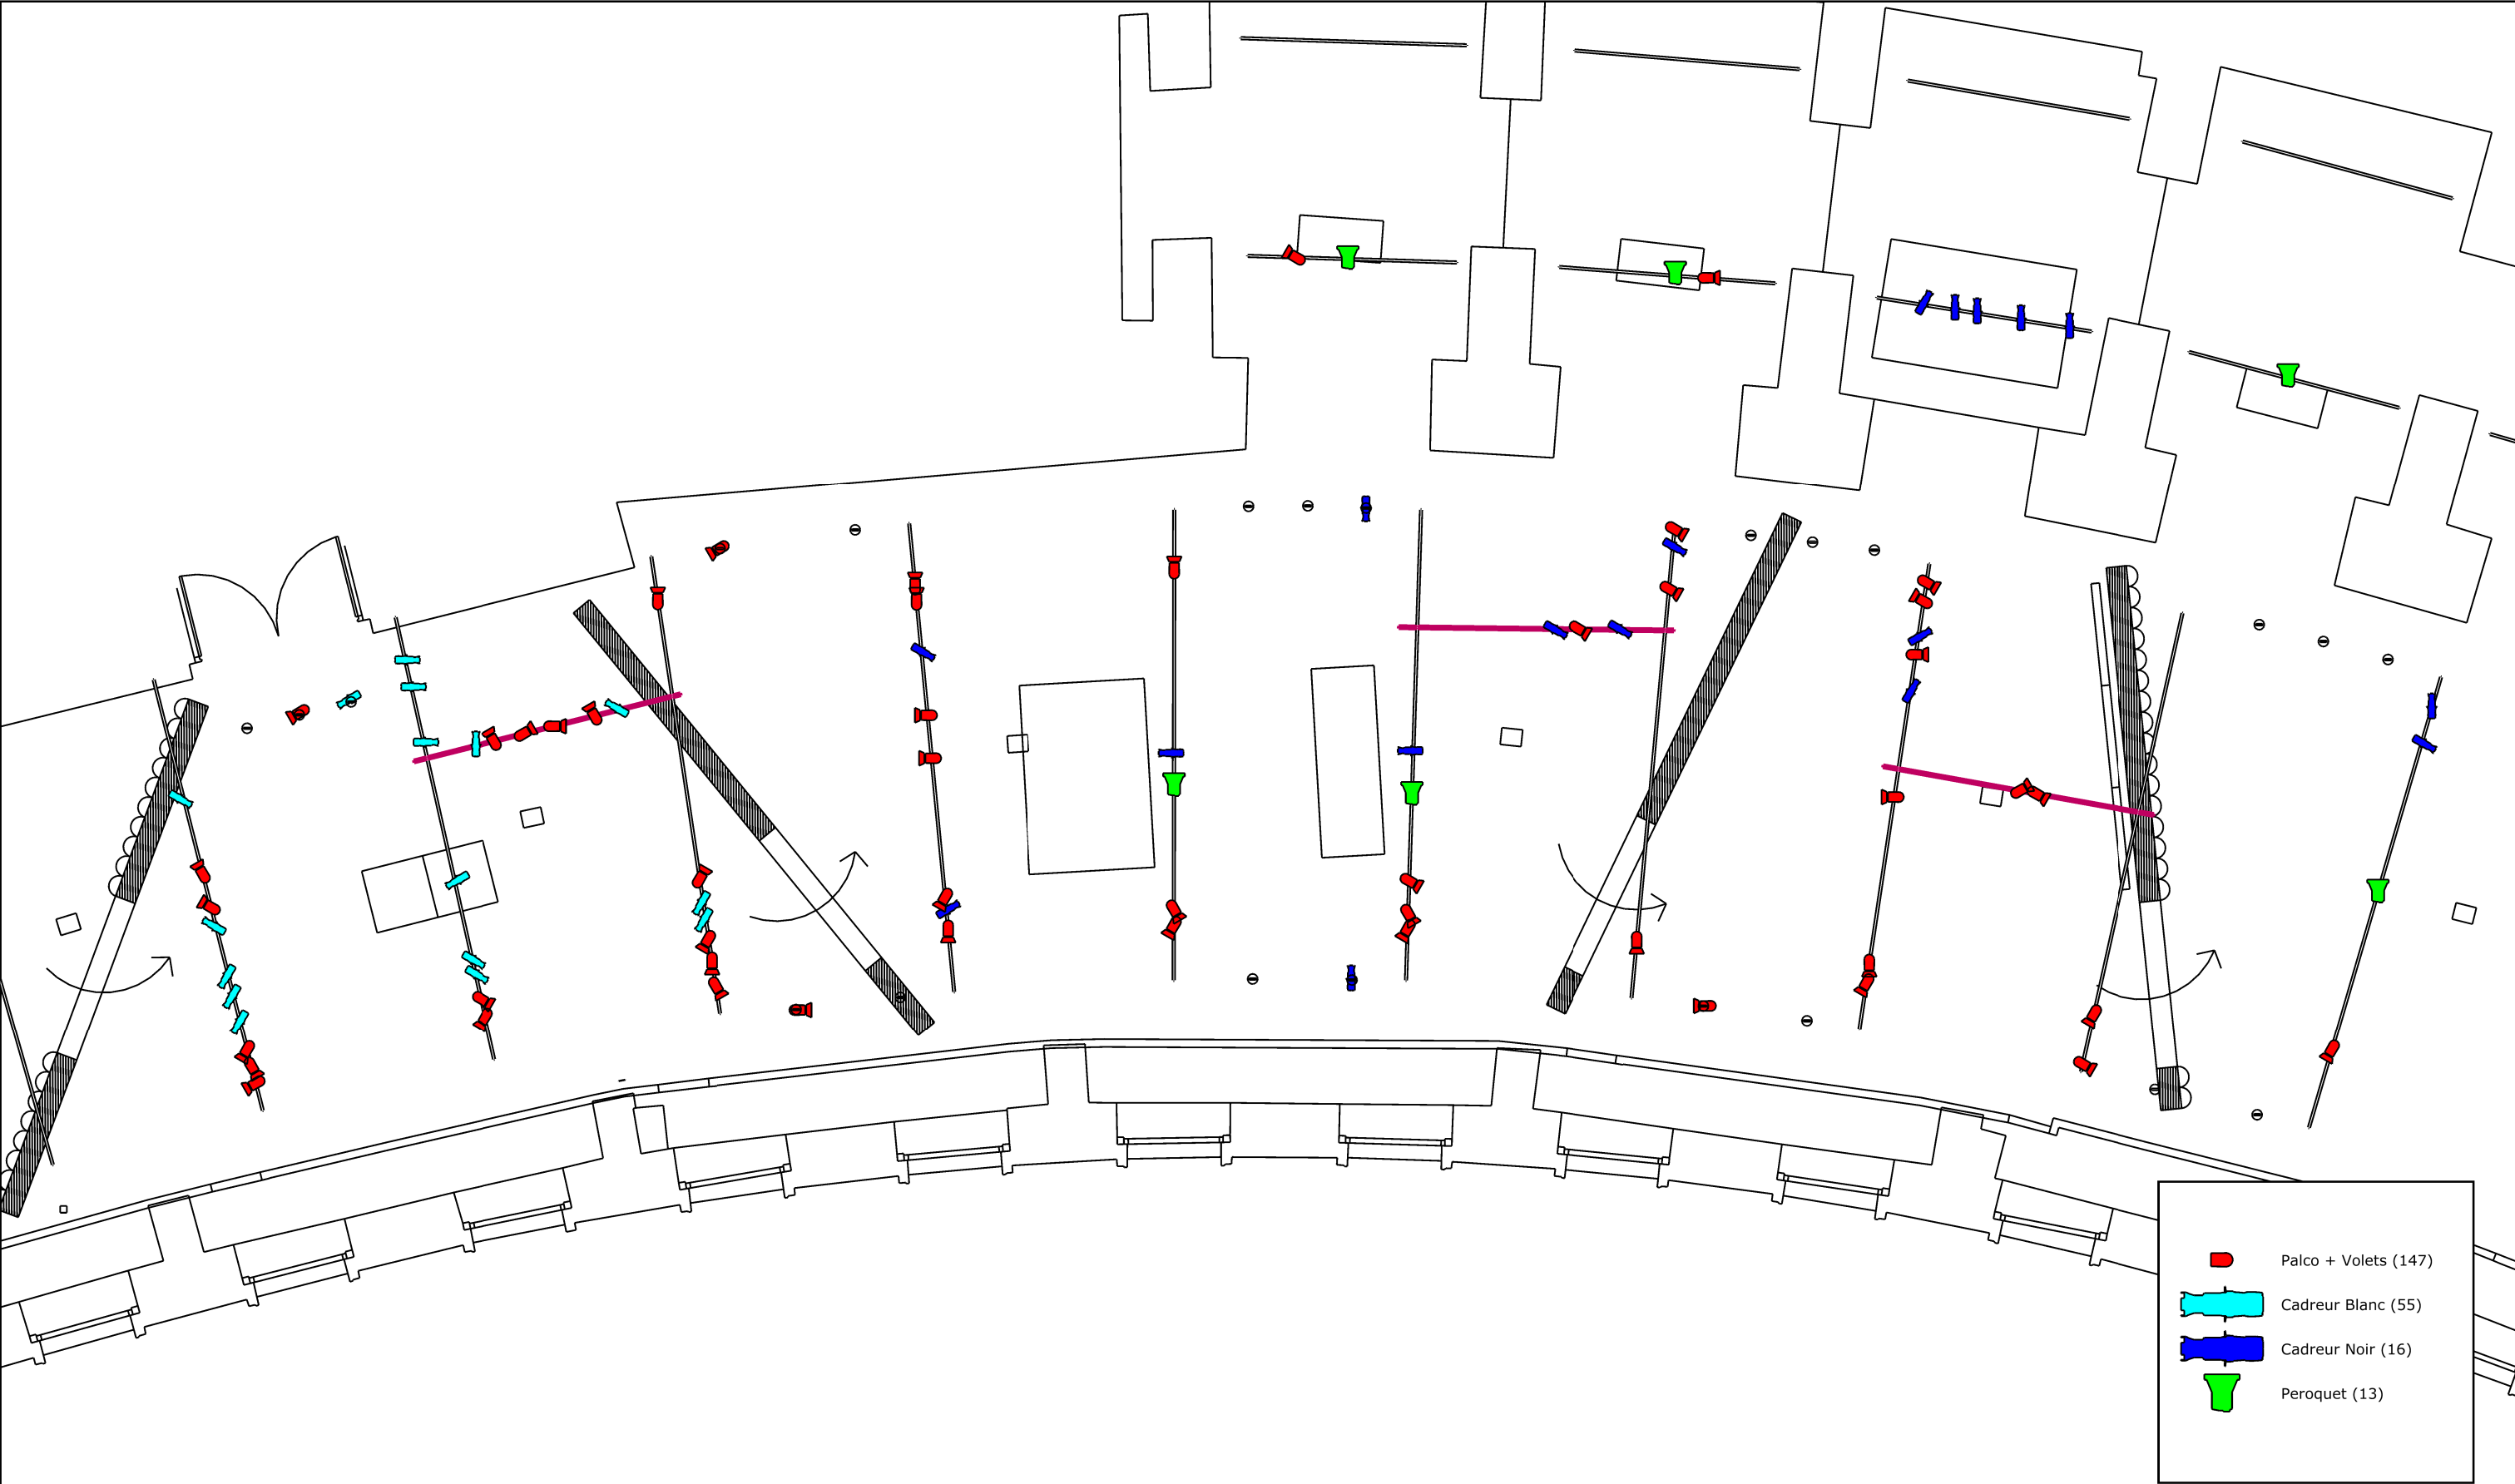 Palco + Volets (147)
Cadreur Blanc (55)
Cadreur Noir (16)
Peroquet (13)